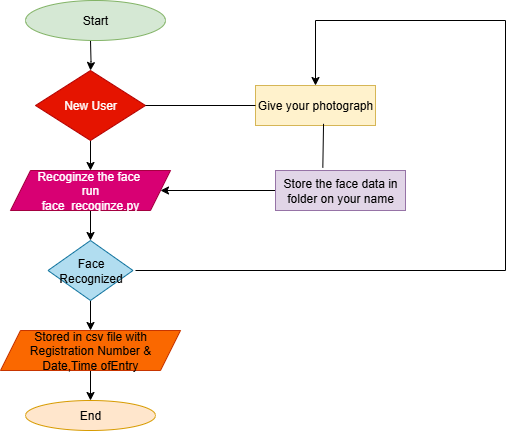 Start
New User
Give your photograph
Recoginze the face
run
face_recoginze.py
Store the face data in
folder on your name
Face
Recognized
Stored in csv file with
Registration Number &
Date,Time ofEntry
End